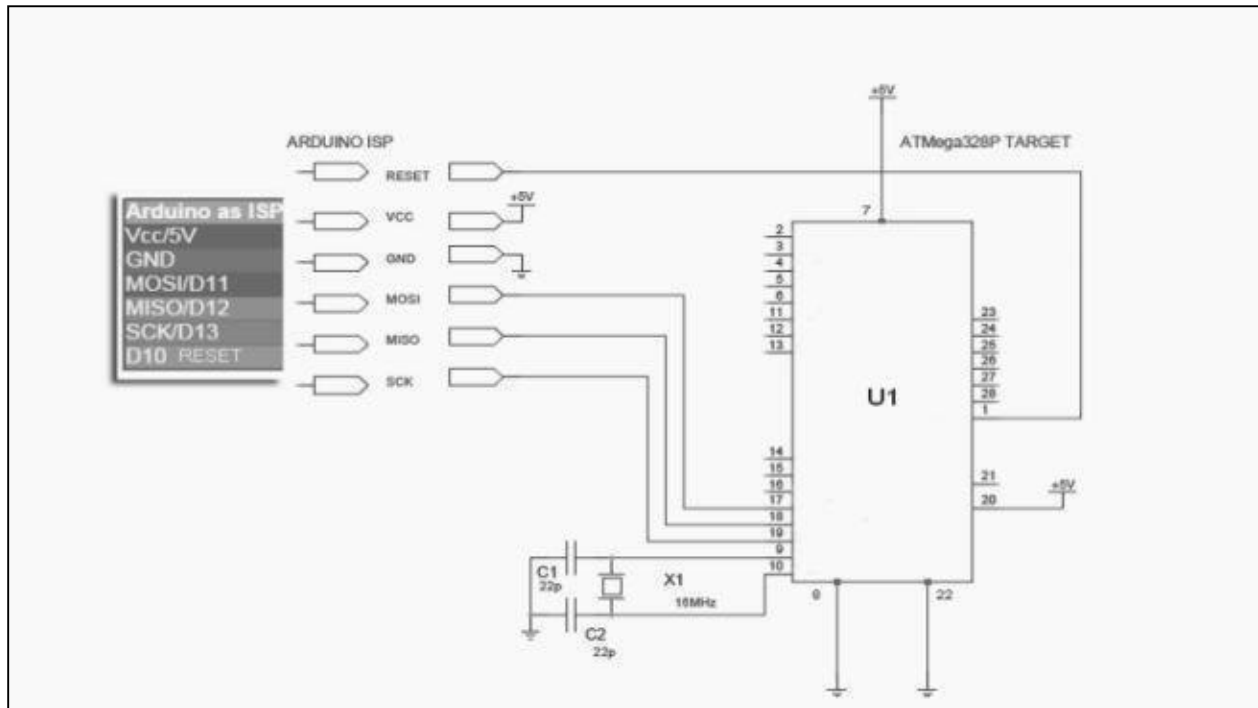 +5V
ARDUINO ISP
ATMega328P TARGET
RESET
+5V
Arduino as ISP
Vcc/5V
GND
MOSI/D11
MISO/D12
SCK/D13
D10 RESET
VCC
GND
MOSI
MISO
SCK
7
2
3
4
5
6
11
12
13
23
24
25
26
27
28
1
U1
14
15
16
17
18
19
9
10
21
20
+5V
C1
22p
X1
16MHz
C2
22p
8
22